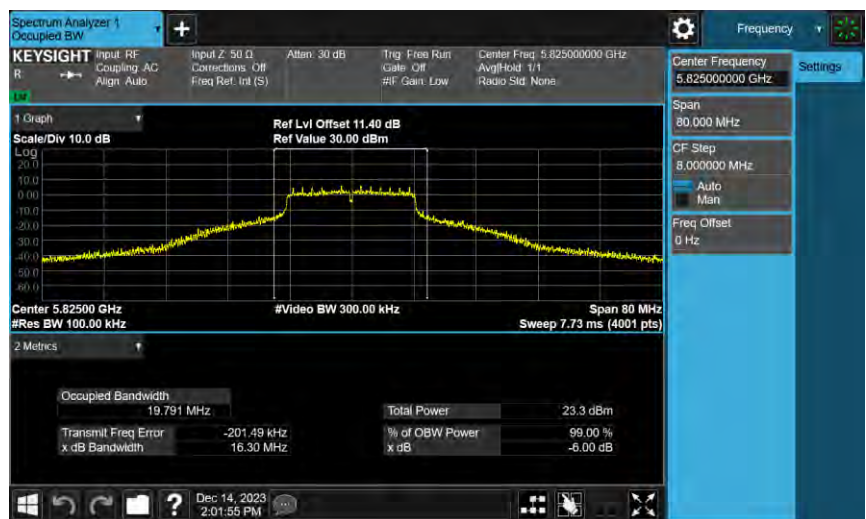 Spectrum Analyzer 1
Occupied BW
+
Frequency
KEYSIGHT
R
Input: RF
Coupling: AC
Align: Auto
Input Z: 50 Ω
Corrections: Off
Freq Ref: Int (S)
Atten: 30 dB
Trig: Free Run
Gate: Off
#IF Gain: Low
Center Freq: 5.825000000 GHz
Avg|Hold: 1/1
Radio Std: None
1 Graph
Scale/Div 10.0 dB
Ref Lvl Offset 11.40 dB
Ref Value 30.00 dBm
Log
20.0
10.0
0.00
-10.0
-20.0
-30.0
-40.0
-50.0
-60.0
Center 5.82500 GHz
#Res BW 100.00 kHz
#Video BW 300.00 kHz
Span 80 MHz
Sweep 7.73 ms (4001 pts)
2 Metrics
Occupied Bandwidth
19.791 MHz
Transmit Freq Error -201.49 kHz
x dB Bandwidth 16.30 MHz
Total Power 23.3 dBm
% of OBW Power 99.00 %
x dB -6.00 dB
?
Dec 14, 2023
2:01:55 PM
Center Frequency
5.825000000 GHz
Span
80.000 MHz
CF Step
8.000000 MHz
Auto
Man
Freq Offset
0 Hz
Settings